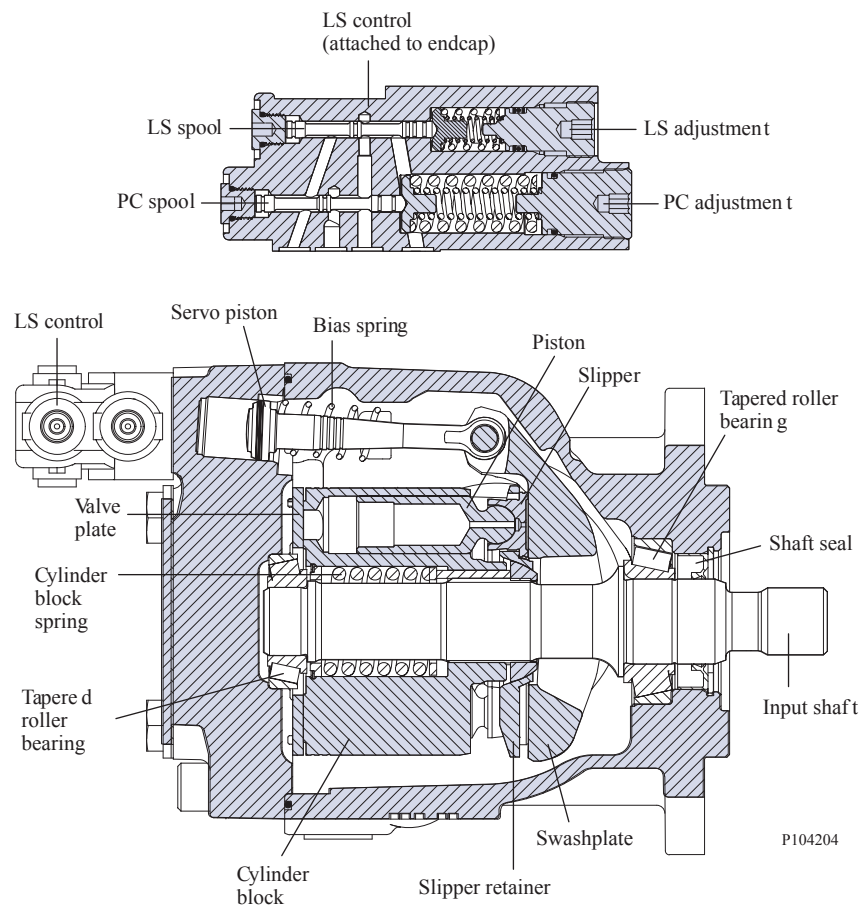 LS control
(attached to endcap)
LS spool
LS adjustment
PC spool
PC adjustment
LS control
Servo piston
Bias spring
Piston
Slipper
Tapered roller
bearing
Valve
plate
Shaft seal
Cylinder
block
spring
Tapered
roller
bearing
Input shaft
Swashplate
P104204
Cylinder
block
Slipper retainer